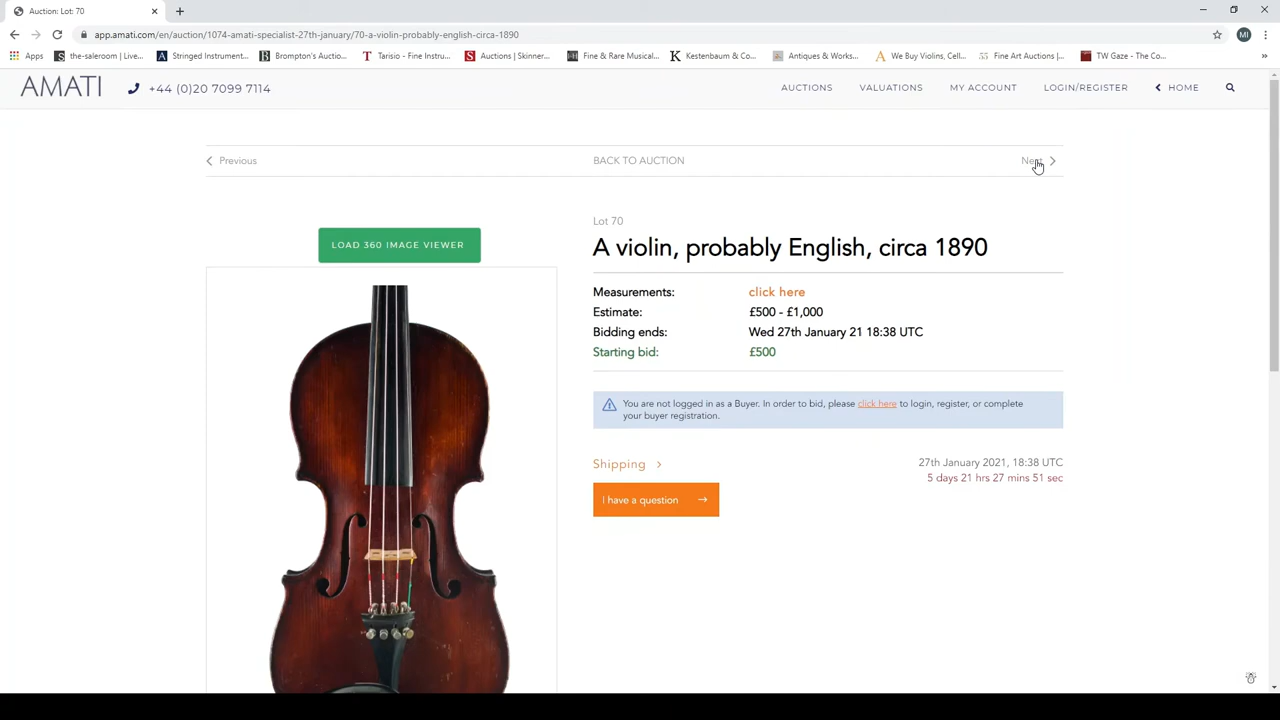 Auction: Lot: 70
app.amati.com/en/auction/1074-amati-specialist-27th-january/70-a-violin-probably-english-circa-1890
MI
Apps
the-saleroom | Live...
Stringed Instrument...
Brompton's Auction...
Tarisio - Fine Instru...
Auctions | Skinner...
Fine & Rare Musical...
Kestenbaum & Co...
Antiques & Works...
We Buy Violins, Cell...
Fine Art Auctions |...
TW Gaze - The Co...
AMATI
+44 (0)20 7099 7114
AUCTIONS
VALUATIONS
MY ACCOUNT
LOGIN/REGISTER
HOME
Previous
BACK TO AUCTION
Next
Lot 70
LOAD 360 IMAGE VIEWER
A violin, probably English, circa 1890
Measurements: click here
Estimate: £500 - £1,000
Bidding ends: Wed 27th January 21 18:38 UTC
Starting bid: £500
You are not logged in as a Buyer. In order to bid, please click here to login, register, or complete
your buyer registration.
Shipping
27th January 2021, 18:38 UTC
5 days 21 hrs 27 mins 51 sec
I have a question